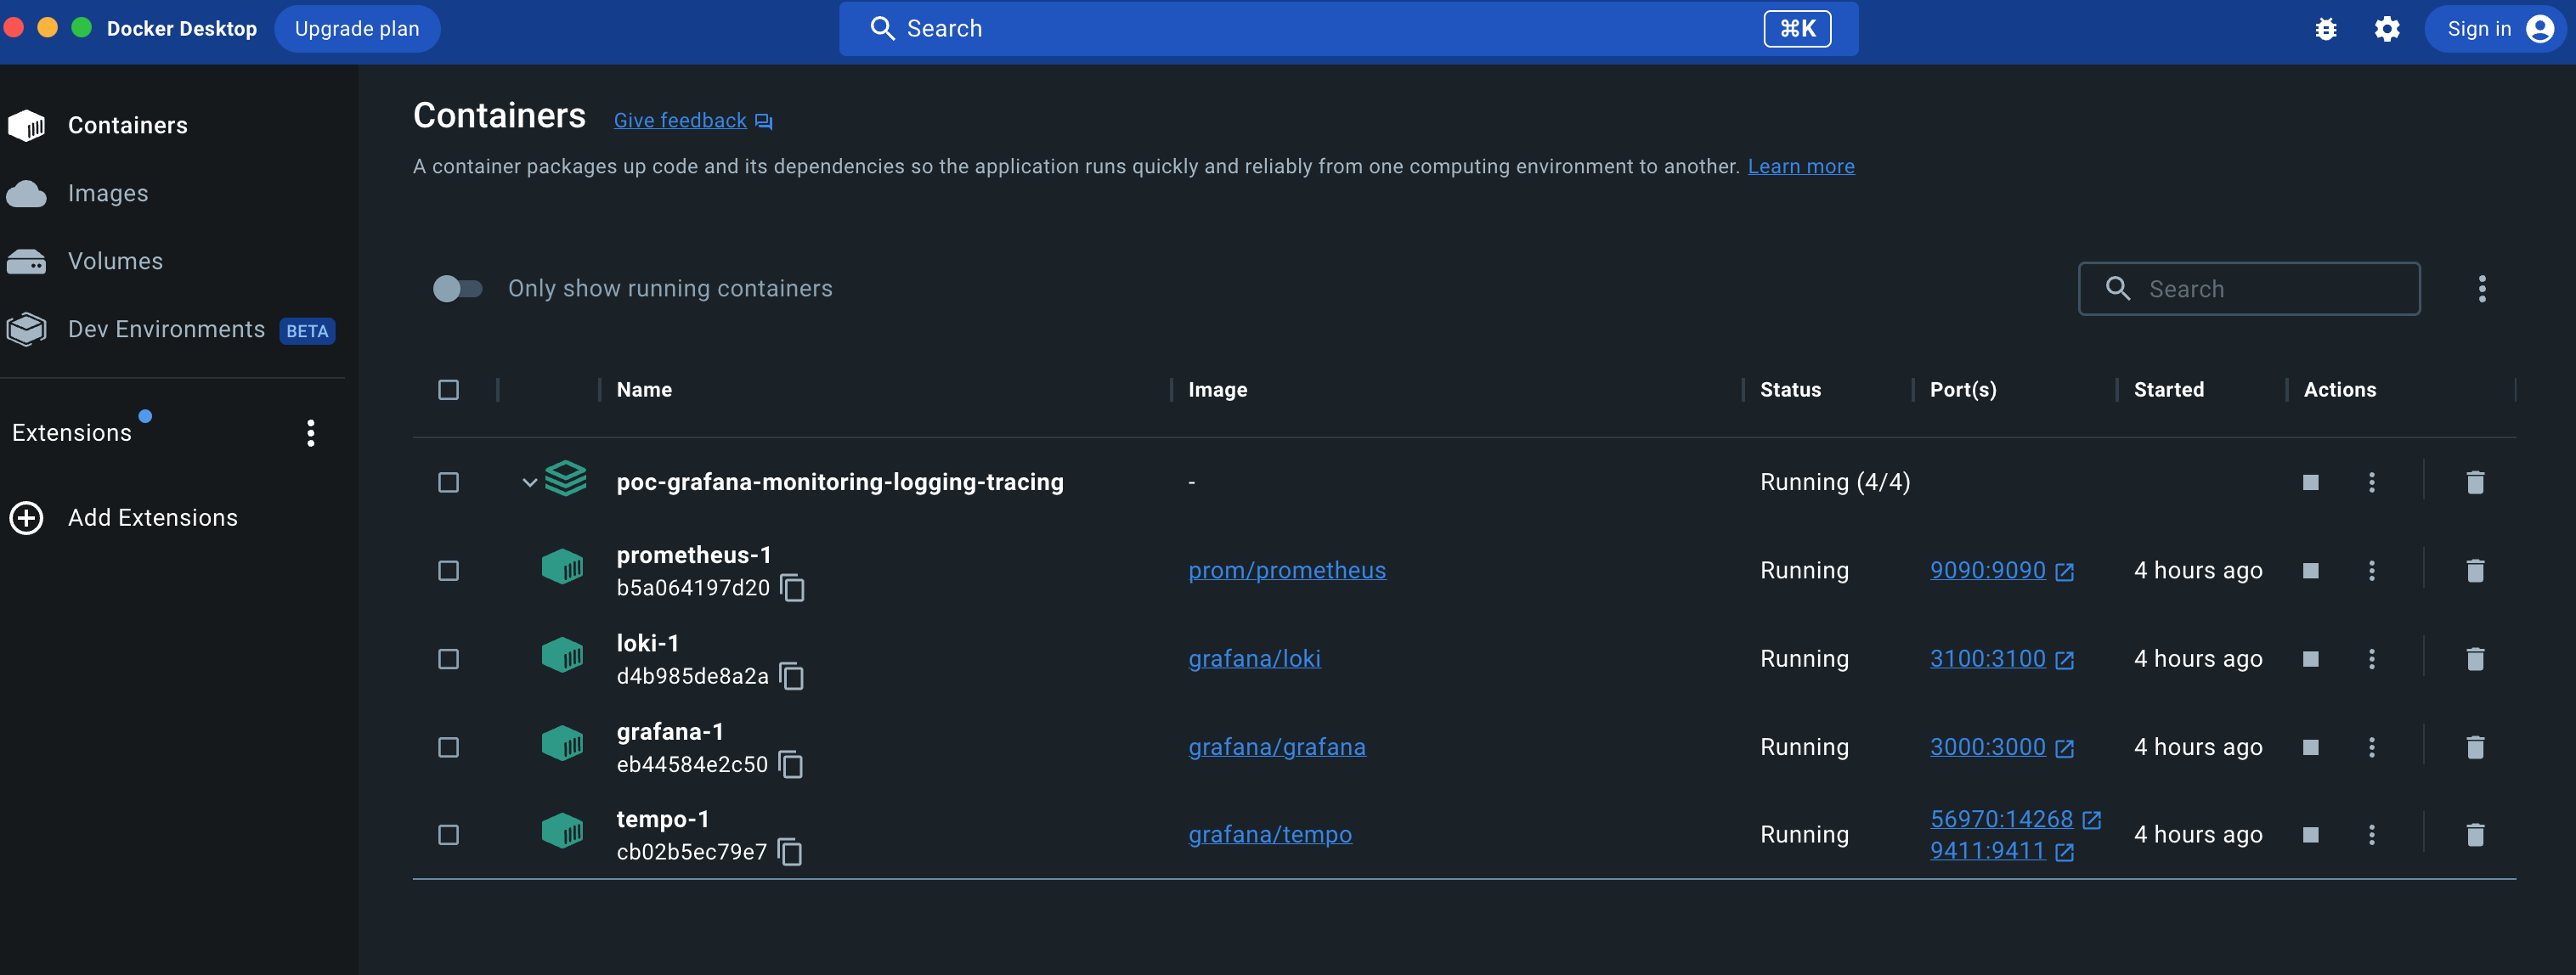 Docker Desktop Upgrade plan Search ⌘K Sign in
Containers
Images
Volumes
Dev Environments BETA
Extensions
Add Extensions
Containers Give feedback
A container packages up code and its dependencies so the application runs quickly and reliably from one computing environment to another. Learn more
Only show running containers Search
Name Image Status Port(s) Started Actions
poc-grafana-monitoring-logging-tracing - Running (4/4)
prometheus-1
b5a064197d20 prom/prometheus Running 9090:9090 4 hours ago
loki-1
d4b985de8a2a grafana/loki Running 3100:3100 4 hours ago
grafana-1
eb44584e2c50 grafana/grafana Running 3000:3000 4 hours ago
tempo-1 56970:14268
cb02b5ec79e7 grafana/tempo Running 9411:9411 4 hours ago